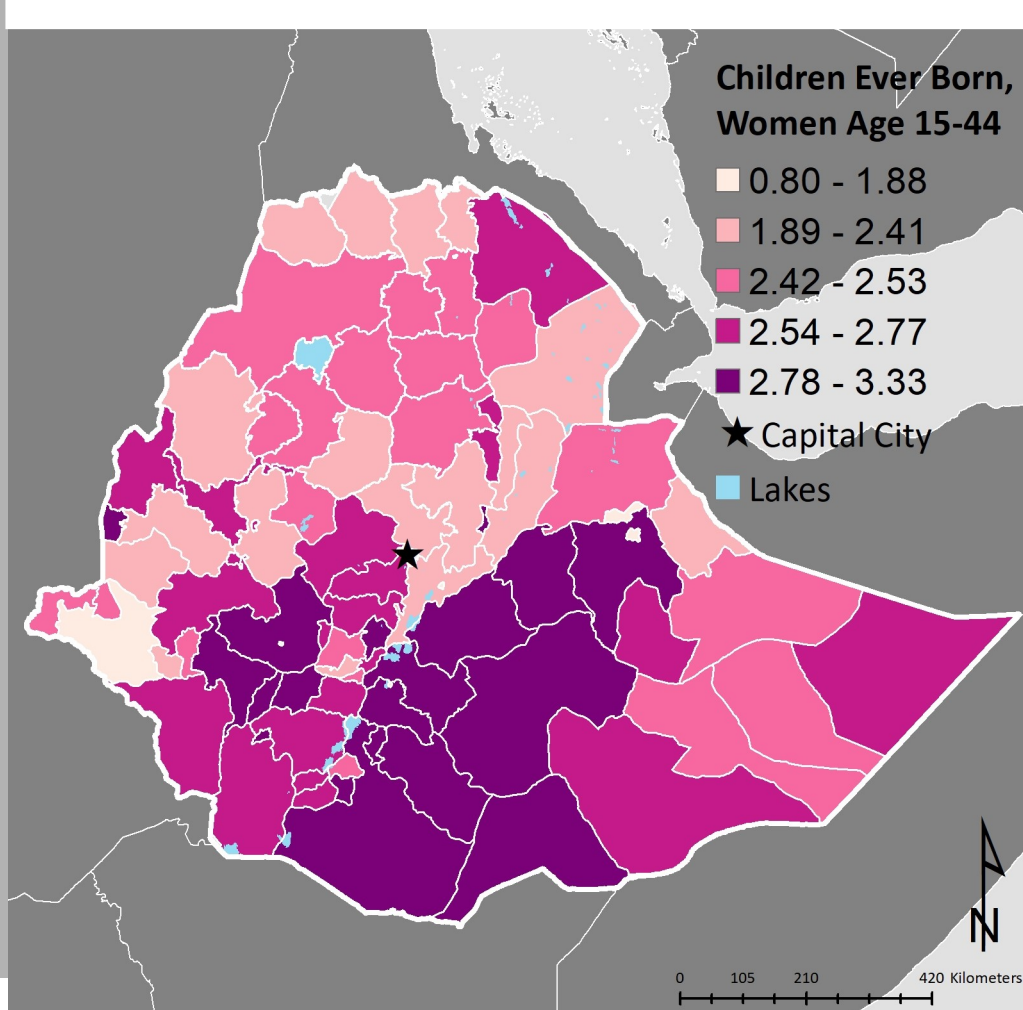 Children Ever Born,
Women Age 15-44
0.80 - 1.88
1.89 - 2.41
2.42 - 2.53
2.54 - 2.77
2.78 - 3.33
Capital City
Lakes
N
0 105 210 420 Kilometers